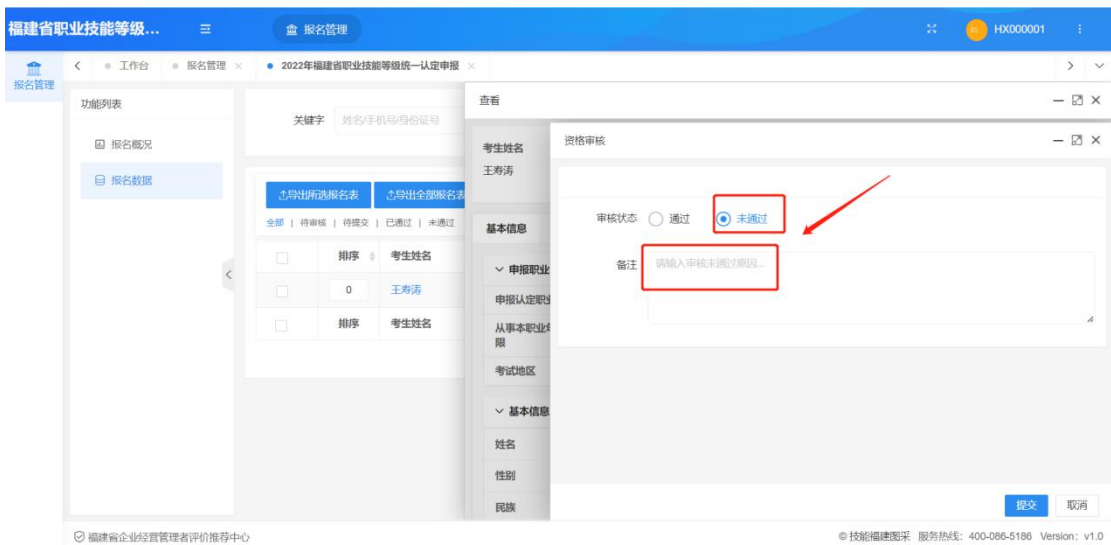 福建省职业技能等级...
报名管理
HX000001
报名管理
工作台
报名管理
2022年福建省职业技能等级统一认定申报
功能列表
报名概况
报名数据
关键字 姓名/手机号/身份证号
导出所选报名表 导出全部报名表
全部 | 待审核 | 待提交 | 已通过 | 未通过
排序 考生姓名
0 王寿涛
排序 考生姓名
查看
考生姓名
王寿涛
基本信息
申报职业
申报认定职业
从事本职业年
限
考试地区
基本信息
姓名
性别
民族
资格审核
审核状态 通过 未通过
备注 请输入审核未通过原因...
提交 取消
福建省企业经营管理者评价推荐中心
©技能福建图采 服务热线: 400-086-5186 Version: v1.0